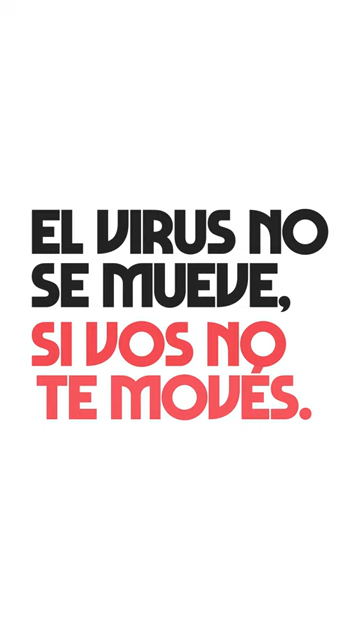 EL VIRUS NO
SE MUEVE,
SI VOS NO
TE MOVÉS.